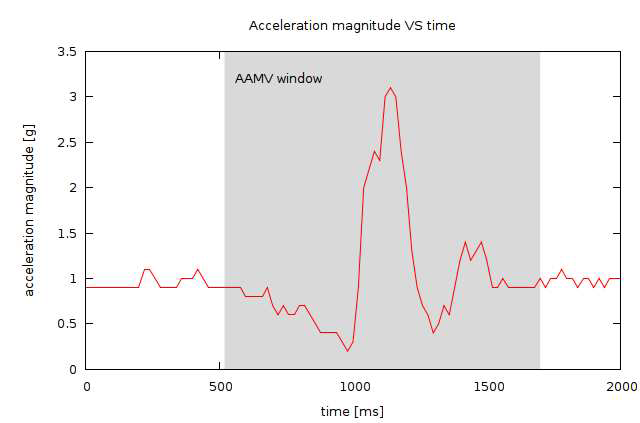 Acceleration magnitude VS time
3.5
AAMV window
3
2.5
2
1.5
1
0.5
0
acceleration magnitude [g]
0 500 1000 1500 2000
time [ms]